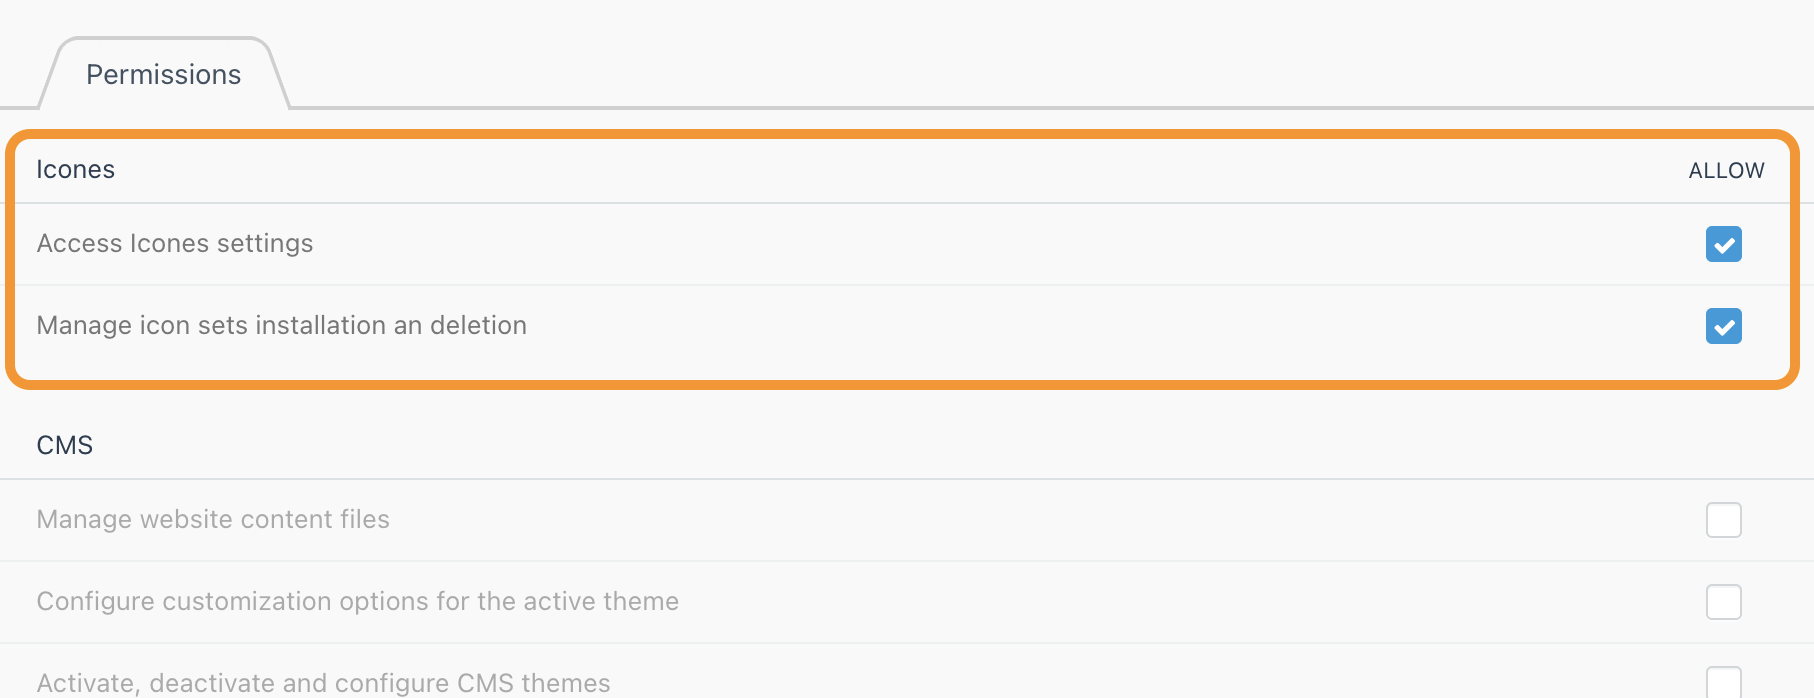 Permissions
Icones ALLOW
Access Icones settings
Manage icon sets installation an deletion
CMS
Manage website content files
Configure customization options for the active theme
Activate, deactivate and configure CMS themes